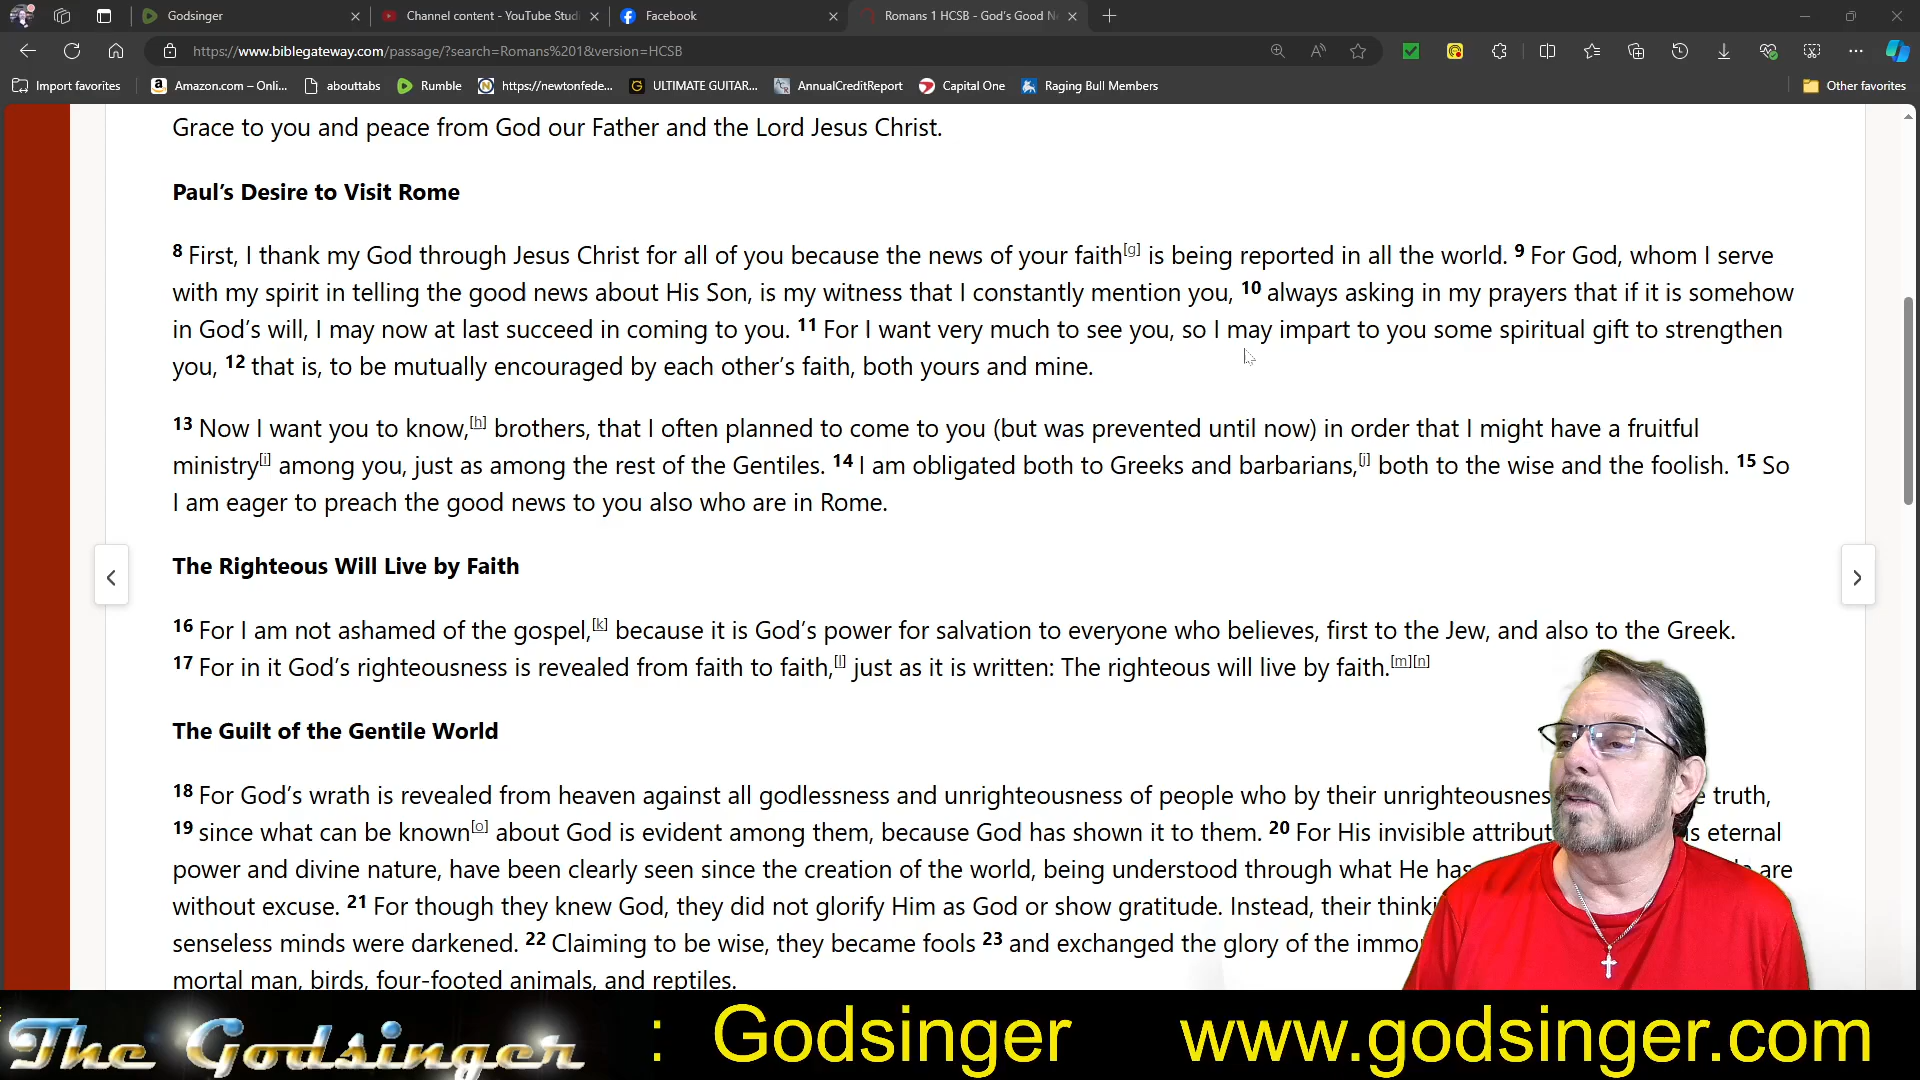 Godsinger
Channel content - YouTube Studi
Facebook
Romans 1 HCSB - God's Good N
https://www.biblegateway.com/passage/?search=Romans%201&version=HCSB
Import favorites
Amazon.com – Onli...
abouttabs
Rumble
https://newtonfede...
ULTIMATE GUITAR...
AnnualCreditReport
Capital One
Raging Bull Members
Other favorites
Grace to you and peace from God our Father and the Lord Jesus Christ.
Paul's Desire to Visit Rome
8 First, I thank my God through Jesus Christ for all of you because the news of your faith[g] is being reported in all the world. 9 For God, whom I serve
with my spirit in telling the good news about His Son, is my witness that I constantly mention you, 10 always asking in my prayers that if it is somehow
in God's will, I may now at last succeed in coming to you. 11 For I want very much to see you, so I may impart to you some spiritual gift to strengthen
you, 12 that is, to be mutually encouraged by each other's faith, both yours and mine.
13 Now I want you to know,[h] brothers, that I often planned to come to you (but was prevented until now) in order that I might have a fruitful
ministry[i] among you, just as among the rest of the Gentiles. 14 I am obligated both to Greeks and barbarians,[j] both to the wise and the foolish. 15 So
I am eager to preach the good news to you also who are in Rome.
The Righteous Will Live by Faith
16 For I am not ashamed of the gospel,[k] because it is God's power for salvation to everyone who believes, first to the Jew, and also to the Greek.
17 For in it God's righteousness is revealed from faith to faith,[l] just as it is written: The righteous will live by faith.[m][n]
The Guilt of the Gentile World
18 For God's wrath is revealed from heaven against all godlessness and unrighteousness of people who by their unrighteousnes truth,
19 since what can be known[o] about God is evident among them, because God has shown it to them. 20 For His invisible attribut is eternal
power and divine nature, have been clearly seen since the creation of the world, being understood through what He has are
without excuse. 21 For though they knew God, they did not glorify Him as God or show gratitude. Instead, their thinki
senseless minds were darkened. 22 Claiming to be wise, they became fools 23 and exchanged the glory of the immo
mortal man, birds, four-footed animals, and reptiles.
The Godsinger : Godsinger www.godsinger.com